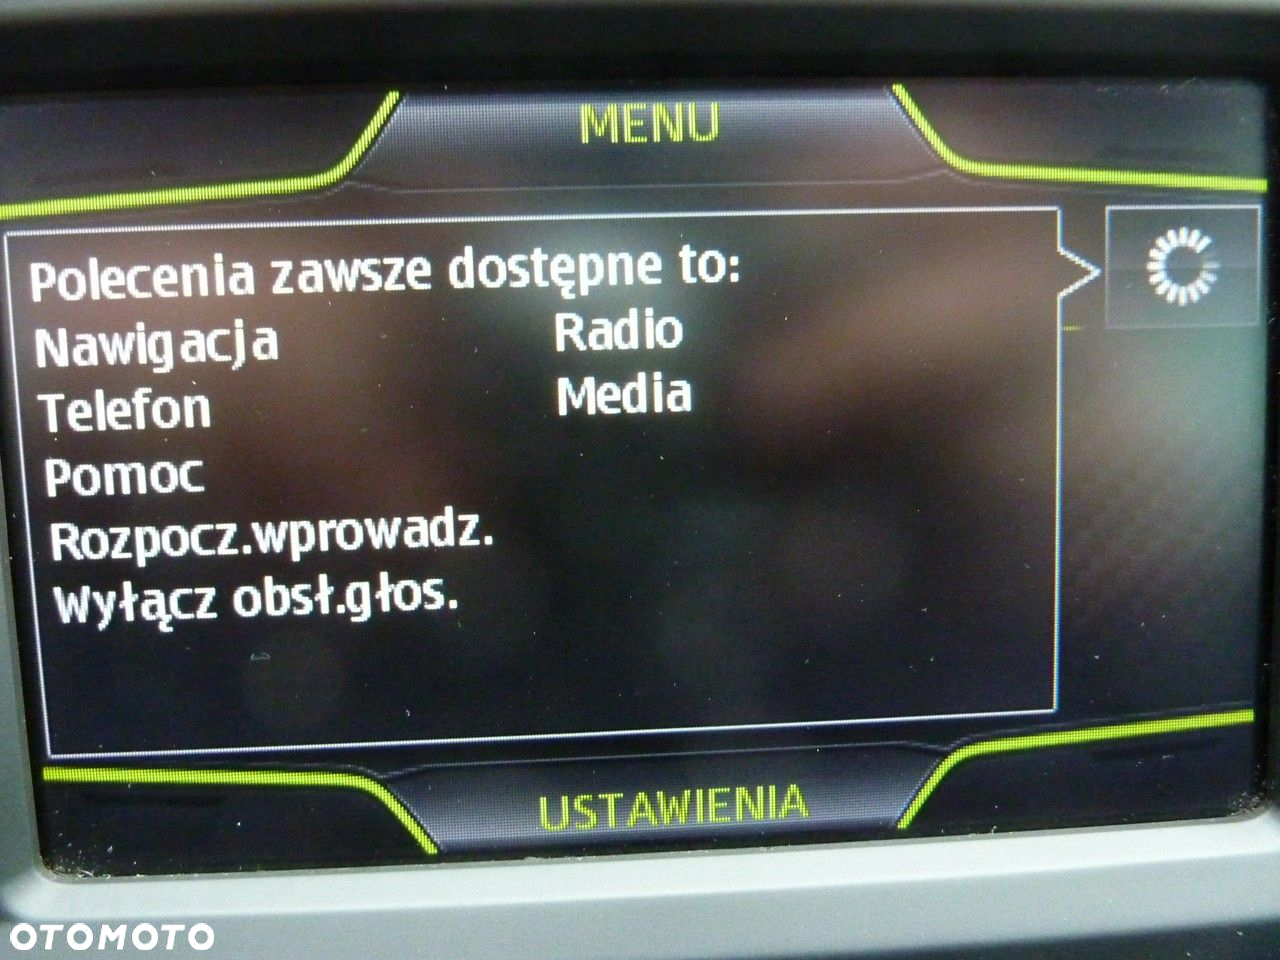 MENU
Polecenia zawsze dostępne to:
Nawigacja Radio
Telefon Media
Pomoc
Rozpocz.wprowadz.
Wyłącz obsł.głos.
USTAWIENIA
OTOMOTO